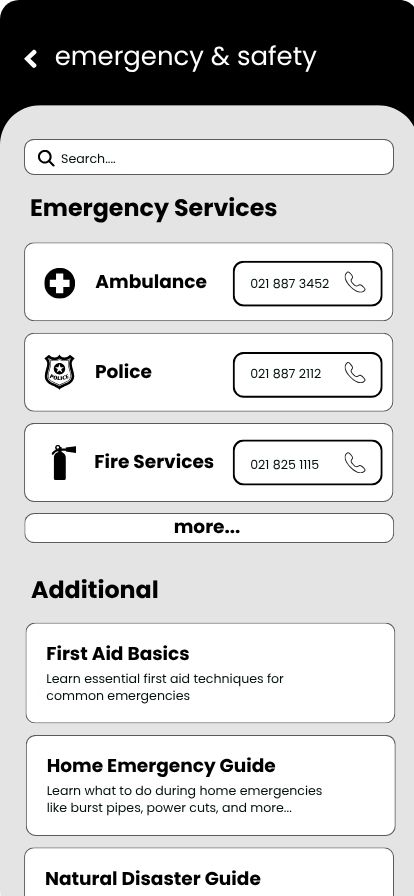 emergency & safety
Search....
Emergency Services
Ambulance
021 887 3452
POLICE
Police
021 887 2112
Fire Services
021 825 1115
more...
Additional
First Aid Basics
Learn essential first aid techniques for
common emergencies
Home Emergency Guide
Learn what to do during home emergencies
like burst pipes, power cuts, and more...
Natural Disaster Guide